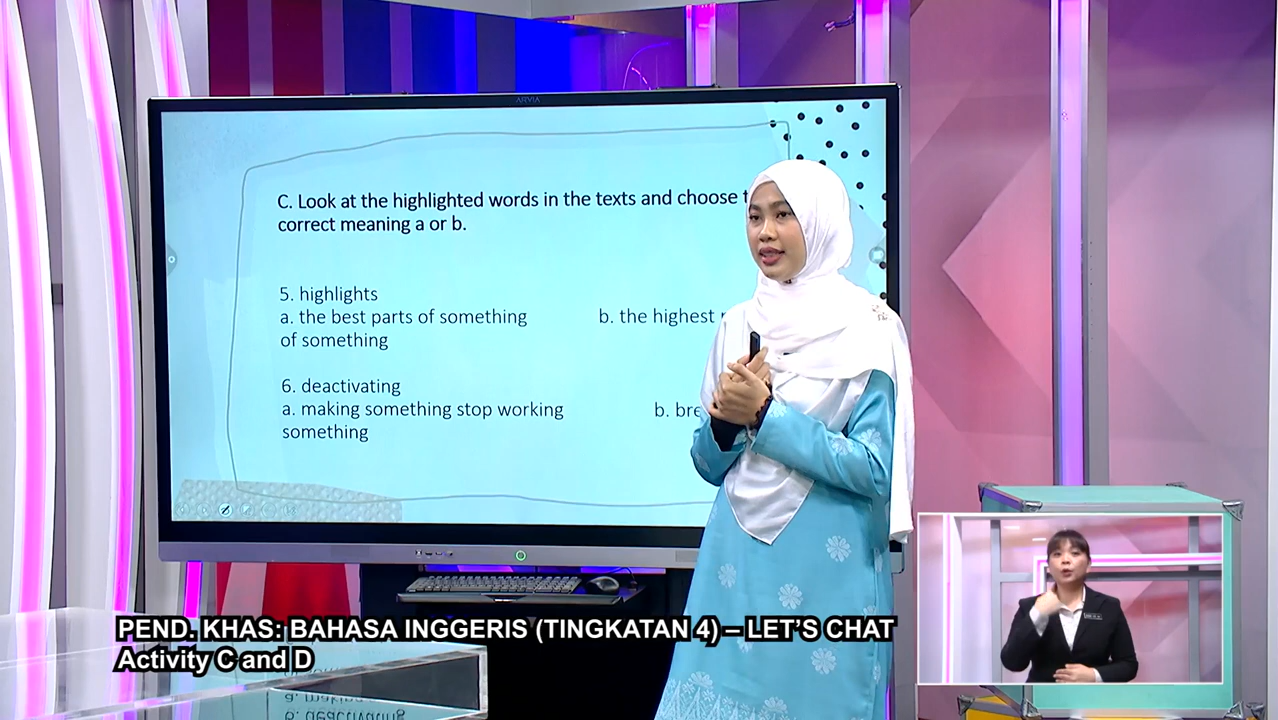 ARVIA
C. Look at the highlighted words in the texts and choose
correct meaning a or b.
5. highlights
a. the best parts of something b. the highest
of something
6. deactivating
a. making something stop working b.
something
PEND. KHAS: BAHASA INGGERIS (TINGKATAN 4) – LET'S CHAT
Activity C and D